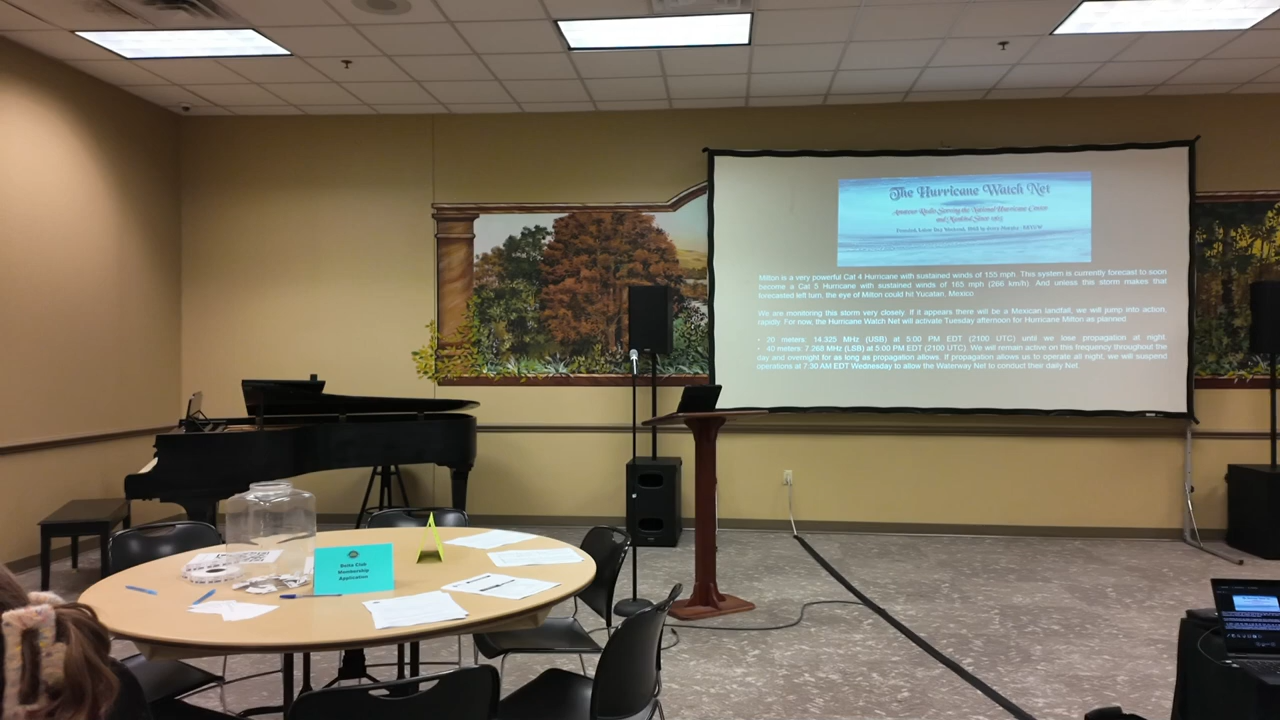 The Hurricane Watch Net
Amateur Radio Serving the National Hurricane Center
and Mankind Since 1965
Milton is a very powerful Cat 4 Hurricane with sustained winds of 155 mph. This system is currently forecast to soon
become a Cat 5 Hurricane with sustained winds of 165 mph (266 km/h). And unless this storm makes that
forecasted left turn, the eye of Milton could hit Yucatan, Mexico
We are monitoring this storm very closely. If it appears there will be a Mexican landfall, we will jump into action,
rapidly. For now, the Hurricane Watch Net will activate Tuesday afternoon for Hurricane Milton as planned
- 20 meters: 14.325 MHz (USB) at 5:00 PM EDT (2100 UTC) until we lose propagation at night.
- 40 meters: 7.268 MHz (LSB) at 5:00 PM EDT (2100 UTC). We will remain active on this frequency throughout the
day and overnight for as long as propagation allows. If propagation allows us to operate all night, we will suspend
operations at 7:30 AM EDT Wednesday to allow the Waterway Net to conduct their daily Net.
Club
Membership
Application